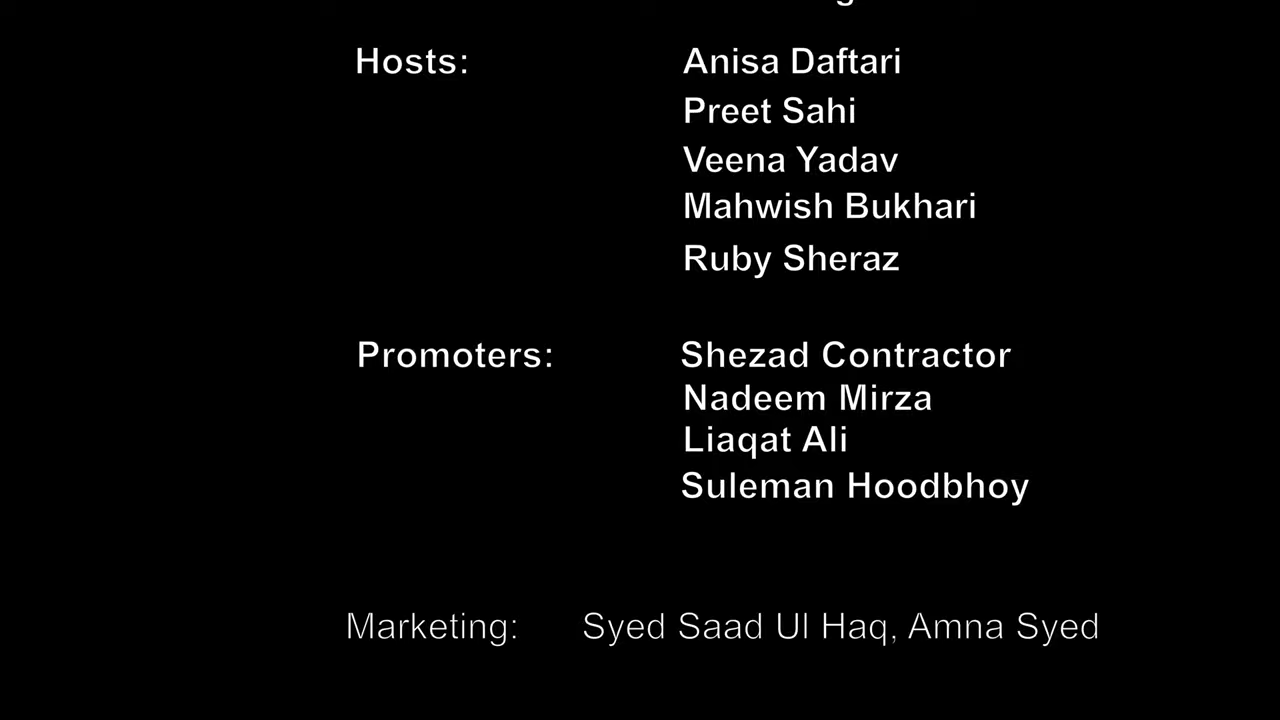 Hosts: Anisa Daftari
Preet Sahi
Veena Yadav
Mahwish Bukhari
Ruby Sheraz
Promoters: Shezad Contractor
Nadeem Mirza
Liaqat Ali
Suleman Hoodbhoy
Marketing: Syed Saad Ul Haq, Amna Syed